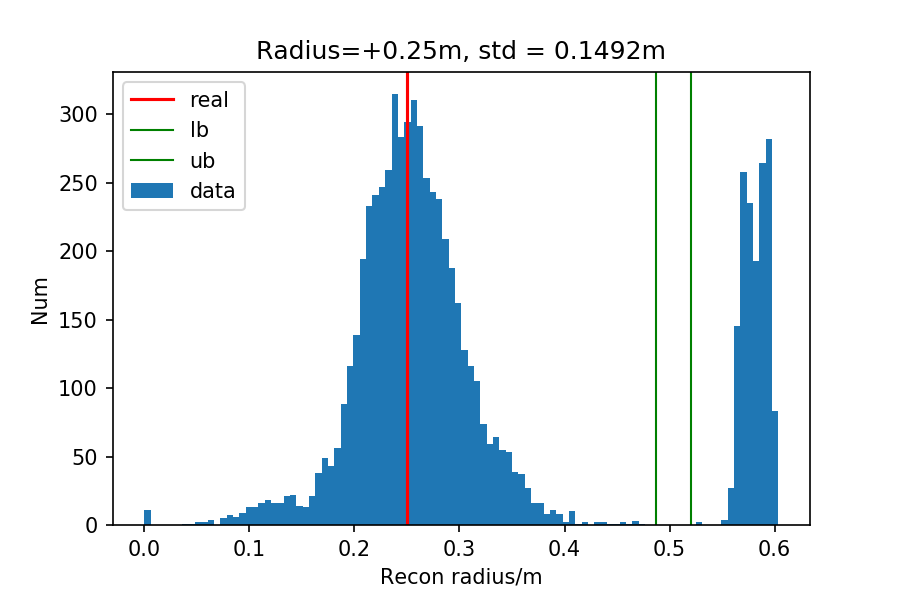 Radius=+0.25m, std = 0.1492m
real
lb
ub
data
300
250
200
150
100
50
0
Num
0.0 0.1 0.2 0.3 0.4 0.5 0.6
Recon radius/m